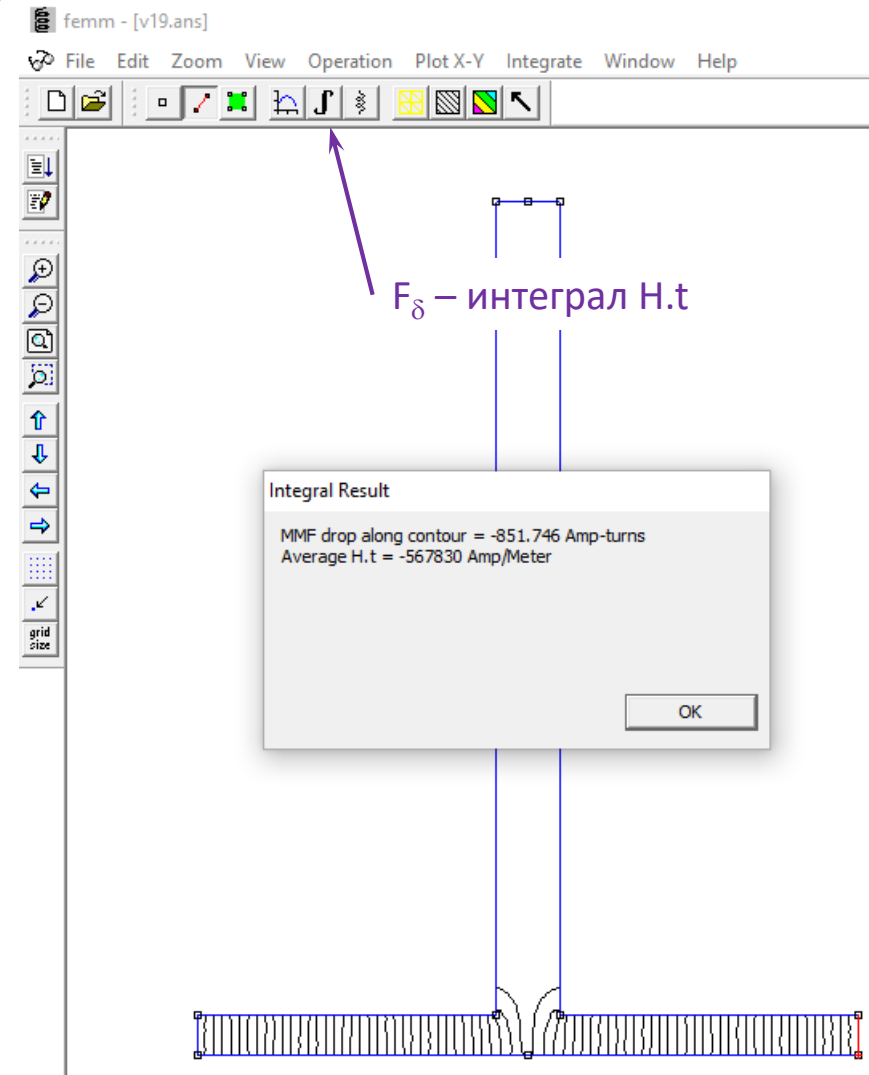 femm - [v19.ans]
File Edit Zoom View Operation Plot X-Y Integrate Window Help
Fδ – интеграл H.t
Integral Result
MMF drop along contour = -851.746 Amp-turns
Average H.t = -567830 Amp/Meter
OK
grid
size